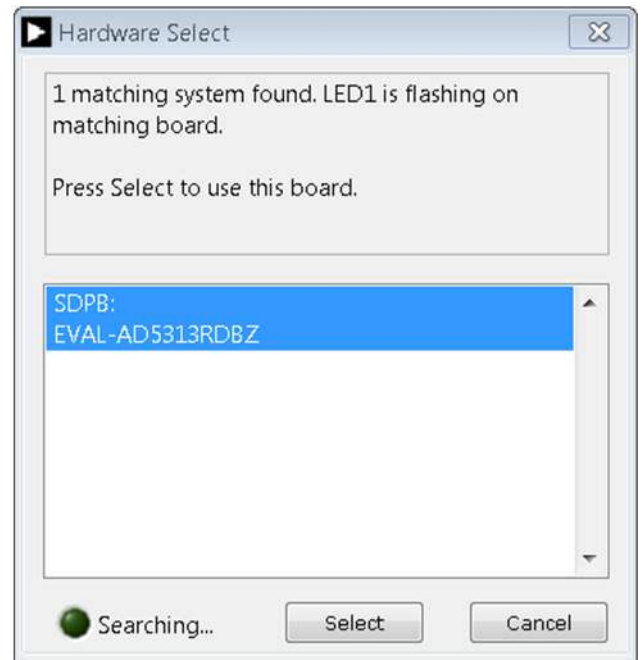 Hardware Select
1 matching system found. LED1 is flashing on
matching board.
Press Select to use this board.
SDPB:
EVAL-AD5313RDBZ
Searching...
Select
Cancel